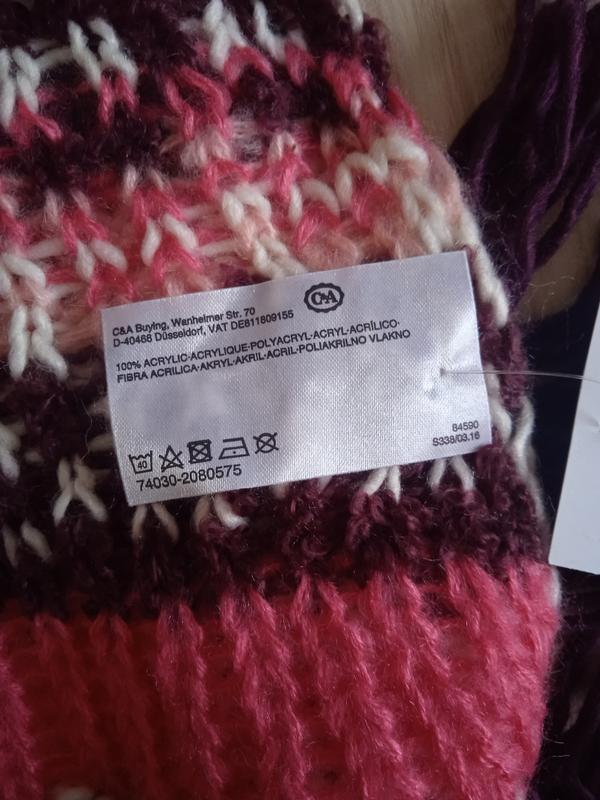 C&A
C&A Buying, Wanheimer Str. 70
D-40468 Düsseldorf, VAT DE811809155
100% ACRYLIC·ACRYLIQUE·POLYACRYL·ACRYL·ACRÍLICO·
FIBRA ACRILICA·AKRYL·AKRIL·ACRIL·POLIAKRILNO VLAKNO
40
74030-2080575
84590
S338/03.16